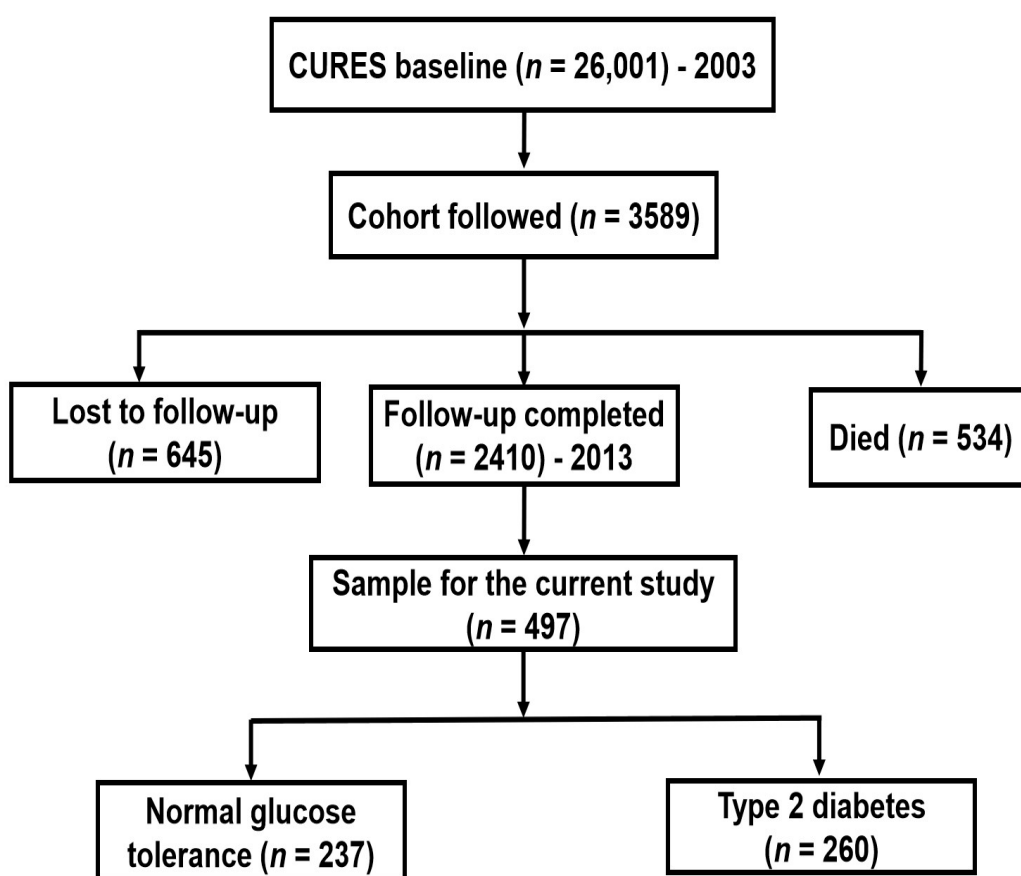 CURES baseline (n = 26,001) - 2003
Cohort followed (n = 3589)
Lost to follow-up
(n = 645)
Follow-up completed
(n = 2410) - 2013
Died (n = 534)
Sample for the current study
(n = 497)
Normal glucose
tolerance (n = 237)
Type 2 diabetes
(n = 260)